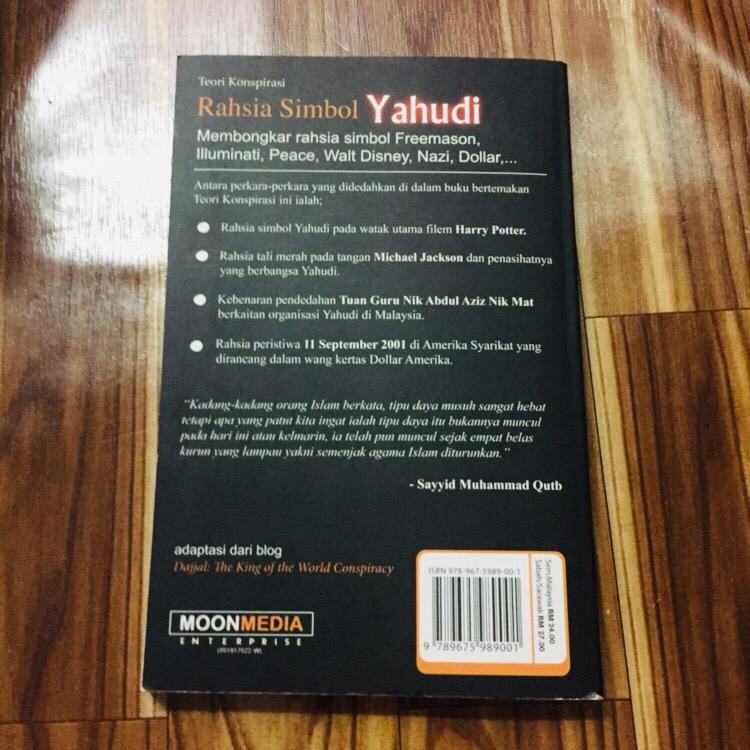 Teori Konspirasi
Rahsia Simbol Yahudi
Membongkar rahsia simbol Freemason,
Illuminati, Peace, Walt Disney, Nazi, Dollar,...
Antara perkara-perkara yang didedahkan di dalam buku bertemakan
Teori Konspirasi ini ialah;
Rahsia simbol Yahudi pada watak utama filem Harry Potter.
Rahsia tali merah pada tangan Michael Jackson dan penasihatnya
yang berbangsa Yahudi.
Kebenaran pendedahan Tuan Guru Nik Abdul Aziz Nik Mat
berkaitan organisasi Yahudi di Malaysia.
Rahsia peristiwa 11 September 2001 di Amerika Syarikat yang
dirancang dalam wang kertas Dollar Amerika.
“Kadang-kadang orang Islam berkata, tipu daya musuh sangat hebat
tetapi apa yang patut kita ingat ialah tipu daya itu bukannya muncul
pada hari ini atau kelmarin, ia telah pun muncul sejak empat belas
kurun yang lampau yakni semenjak agama Islam diturunkan.”
- Sayyid Muhammad Qutb
adaptasi dari blog
Dajjal: The King of the World Conspiracy
MOONMEDIA
ENTERPRISE
ISBN 978-967-5989-00-1
9 789675 989001
Sem.Malaysia RM 24.00
Sabah/Sarawak RM 27.00